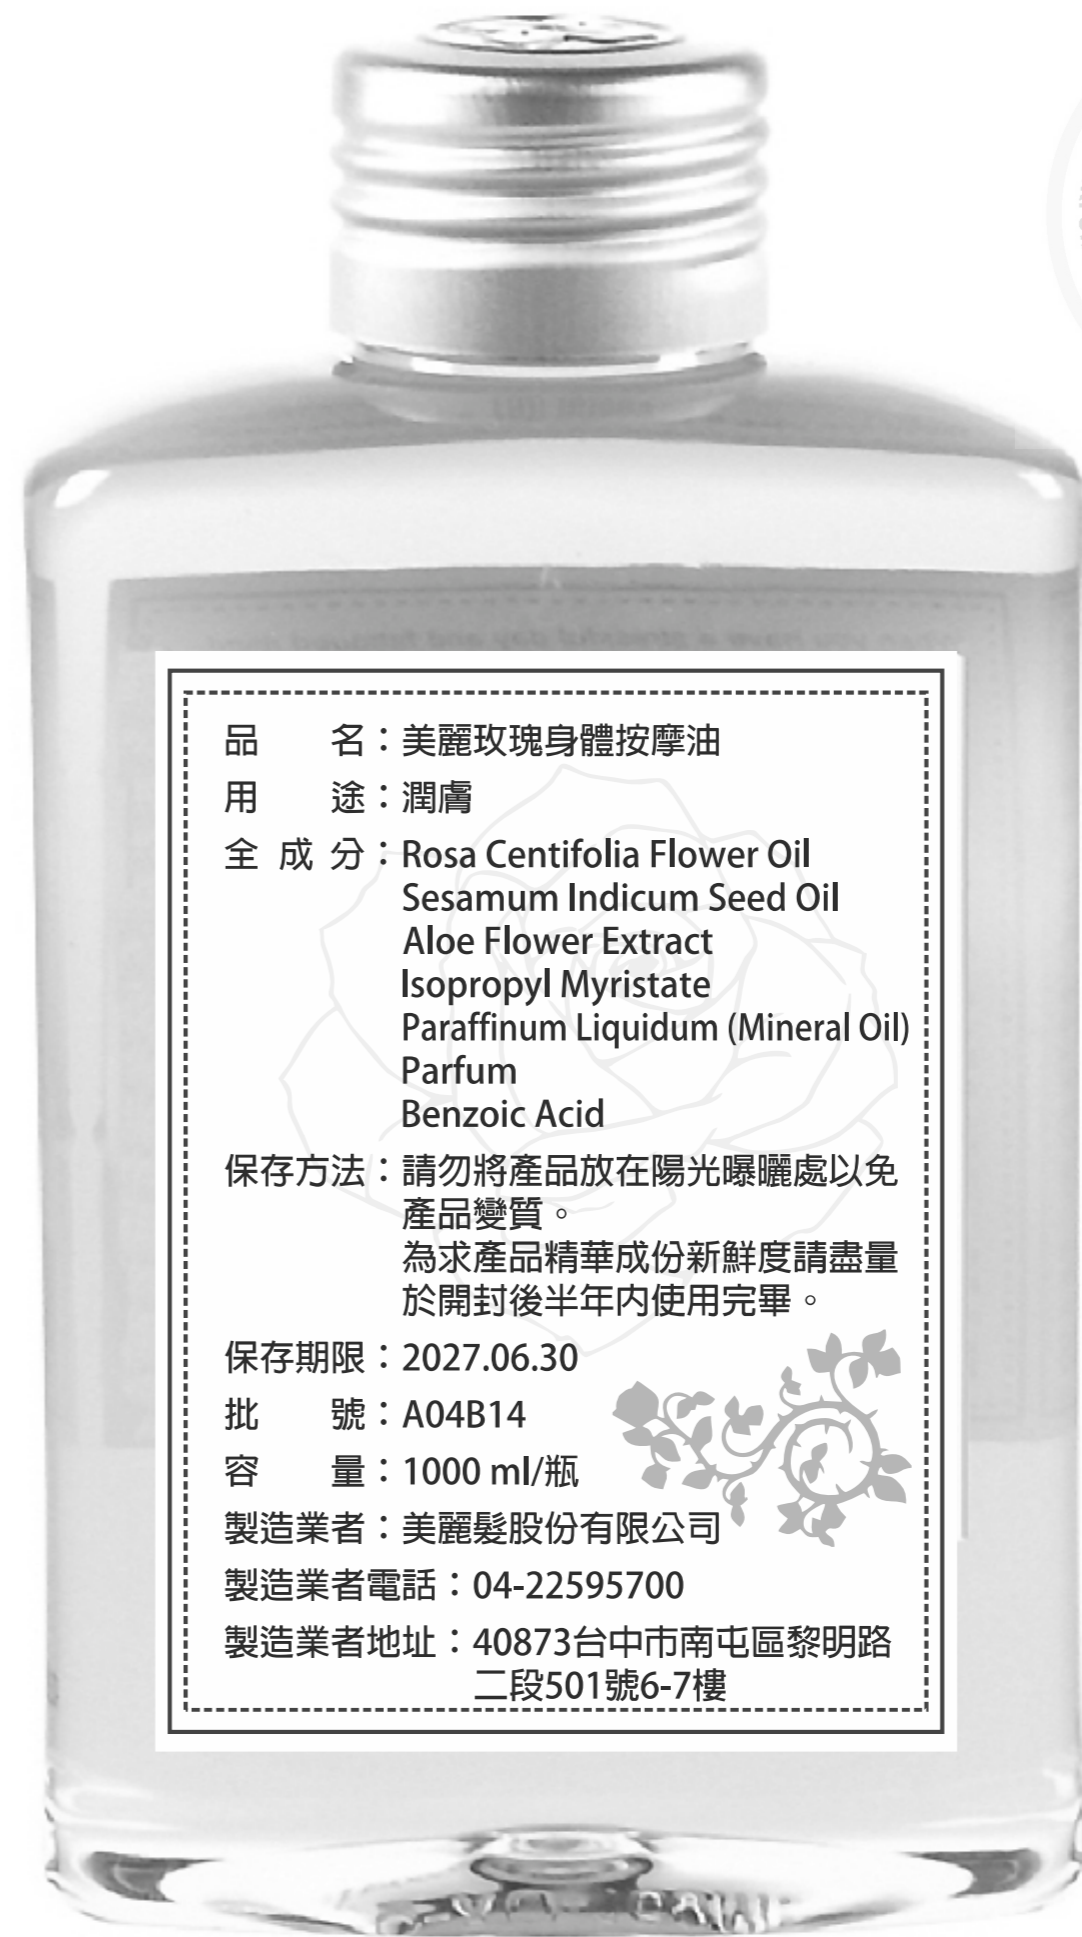 品名：美麗玫瑰身體按摩油
用途：潤膚
全成分：Rosa Centifolia Flower Oil
Sesamum Indicum Seed Oil
Aloe Flower Extract
Isopropyl Myristate
Paraffinum Liquidum (Mineral Oil)
Parfum
Benzoic Acid
保存方法：請勿將產品放在陽光曝曬處以免
產品變質。
為求產品精華成份新鮮度請盡量
於開封後半年內使用完畢。
保存期限：2027.06.30
批號：A04B14
容量：1000 ml/瓶
製造業者：美麗髮股份有限公司
製造業者電話：04-22595700
製造業者地址：40873台中市南屯區黎明路
二段501號6-7樓